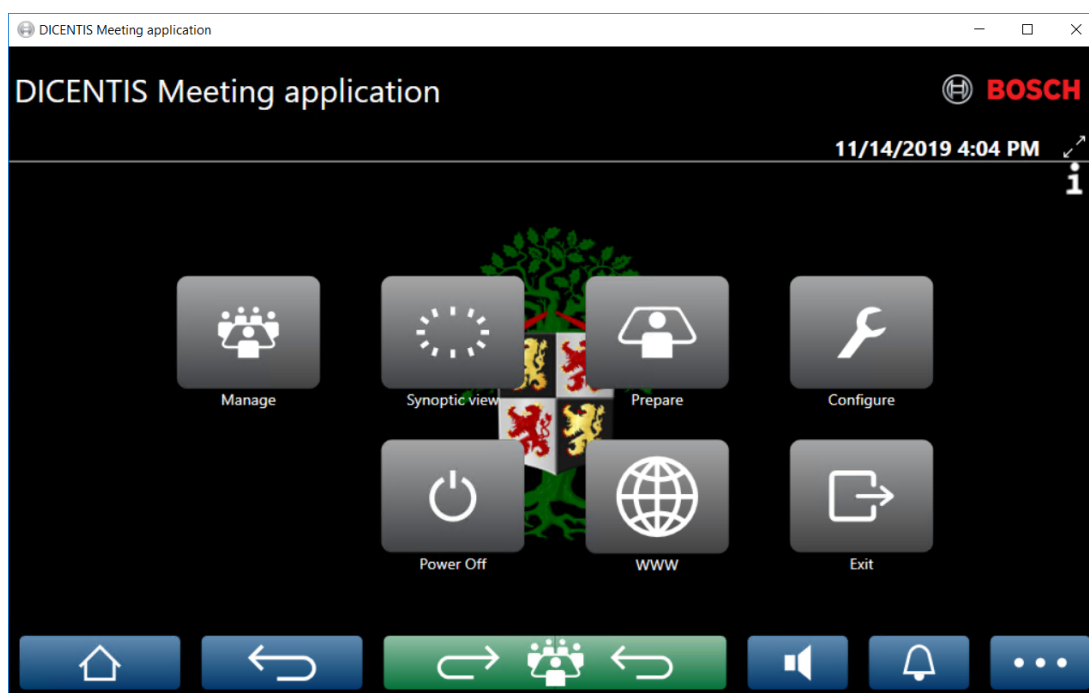 DICENTIS Meeting application
DICENTIS Meeting application
BOSCH
11/14/2019 4:04 PM
Manage
Synoptic view
Prepare
Configure
Power Off
WWW
Exit